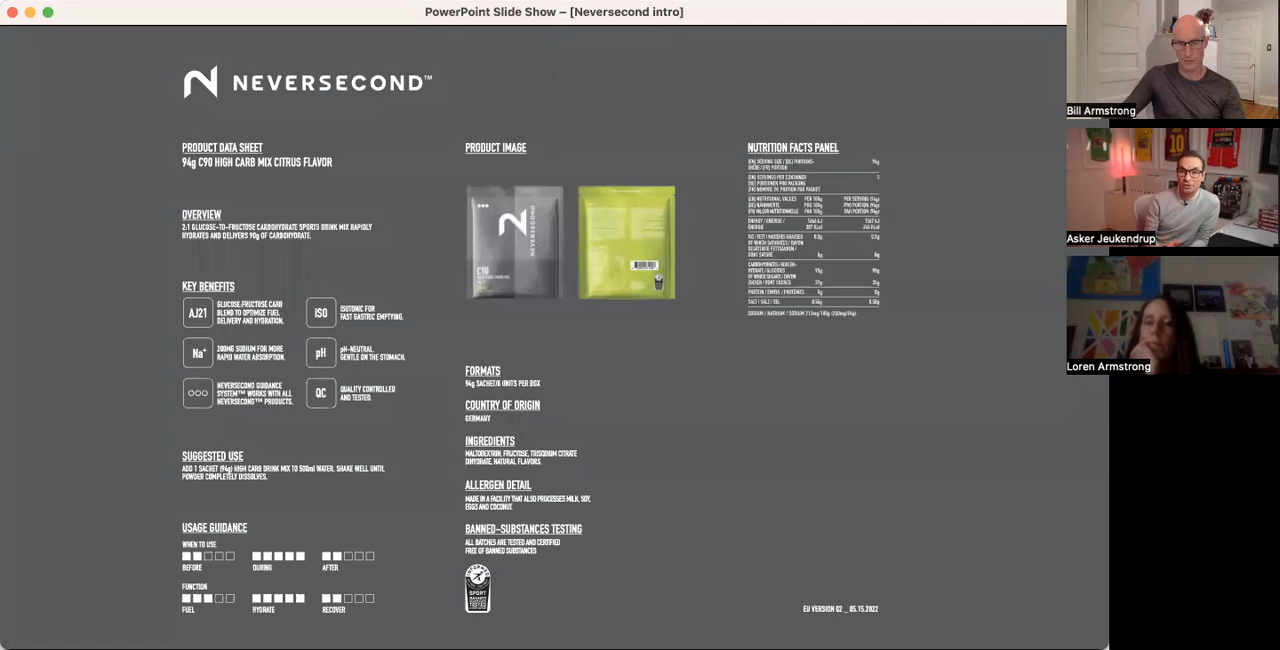 PowerPoint Slide Show – [Neversecond intro]
NEVERSECOND™
PRODUCT DATA SHEET
94g C90 HIGH CARB MIX CITRUS FLAVOR
OVERVIEW
2:1 GLUCOSE-TO-FRUCTOSE CARBOHYDRATE SPORTS DRINK MIX RAPIDLY
HYDRATES AND DELIVERS 90g OF CARBOHYDRATE.
KEY BENEFITS
AJ21
GLUCOSE:FRUCTOSE CARB
BLEND TO OPTIMIZE FUEL
DELIVERY AND HYDRATION.
ISO
ISOTONIC FOR
FAST GASTRIC EMPTYING.
Na+
200MG SODIUM FOR MORE
RAPID WATER ABSORPTION.
pH
pH-NEUTRAL.
GENTLE ON THE STOMACH.
NEVERSECOND GUIDANCE
SYSTEM™ WORKS WITH ALL
NEVERSECOND™ PRODUCTS.
QC
QUALITY CONTROLLED
AND TESTED.
SUGGESTED USE
ADD 1 SACHET (94g) HIGH CARB DRINK MIX TO 500ml WATER. SHAKE WELL UNTIL
POWDER COMPLETELY DISSOLVES.
USAGE GUIDANCE
WHEN TO USE
BEFORE
DURING
AFTER
FUNCTION
FUEL
HYDRATE
RECOVER
PRODUCT IMAGE
NEVERSECOND
C90
FORMATS
94g SACHET/6 UNITS PER BOX
COUNTRY OF ORIGIN
GERMANY
INGREDIENTS
MALTODEXTRIN, FRUCTOSE, TRISODIUM CITRATE
DIHYDRATE, NATURAL FLAVORS.
ALLERGEN DETAIL
MADE IN A FACILITY THAT ALSO PROCESSES MILK, SOY,
EGGS AND COCONUT.
BANNED-SUBSTANCES TESTING
ALL BATCHES ARE TESTED AND CERTIFIED
FREE OF BANNED SUBSTANCES
SPORT
NUTRITION FACTS PANEL
PER 100g
PER SERVING (94g)
EU VERSION 02 _ 05.15.2022
Bill Armstrong
Asker Jeukendrup
Loren Armstrong